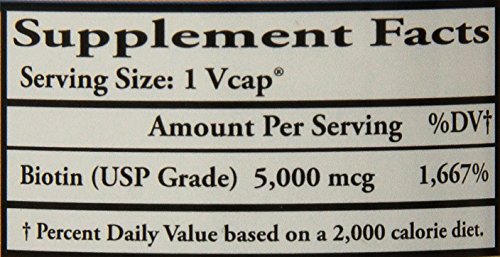 Supplement Facts
Serving Size: 1 Vcap®
Amount Per Serving %DV†
Biotin (USP Grade) 5,000 mcg 1,667%
† Percent Daily Value based on a 2,000 calorie diet.